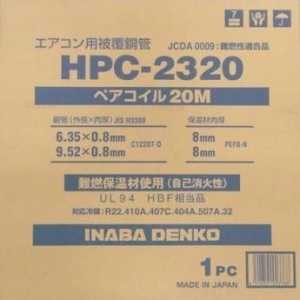 7
エアコン用被覆銅管
JCDA 0009:難燃性適合品
HPC-2320
ペアコイル20M
銅管(外径×肉厚)JIS H3300
保温材肉厚
6.35×0.8mm
8mm
C1220T-O
PEF8-N
9.52×0.8mm
8mm
難燃保温材使用(自己消火性)
UL94 HBF相当品
対応冷媒:R22.410A.407C.404A.507A.32
INABA DENKO
1PC
MADE IN JAPAN